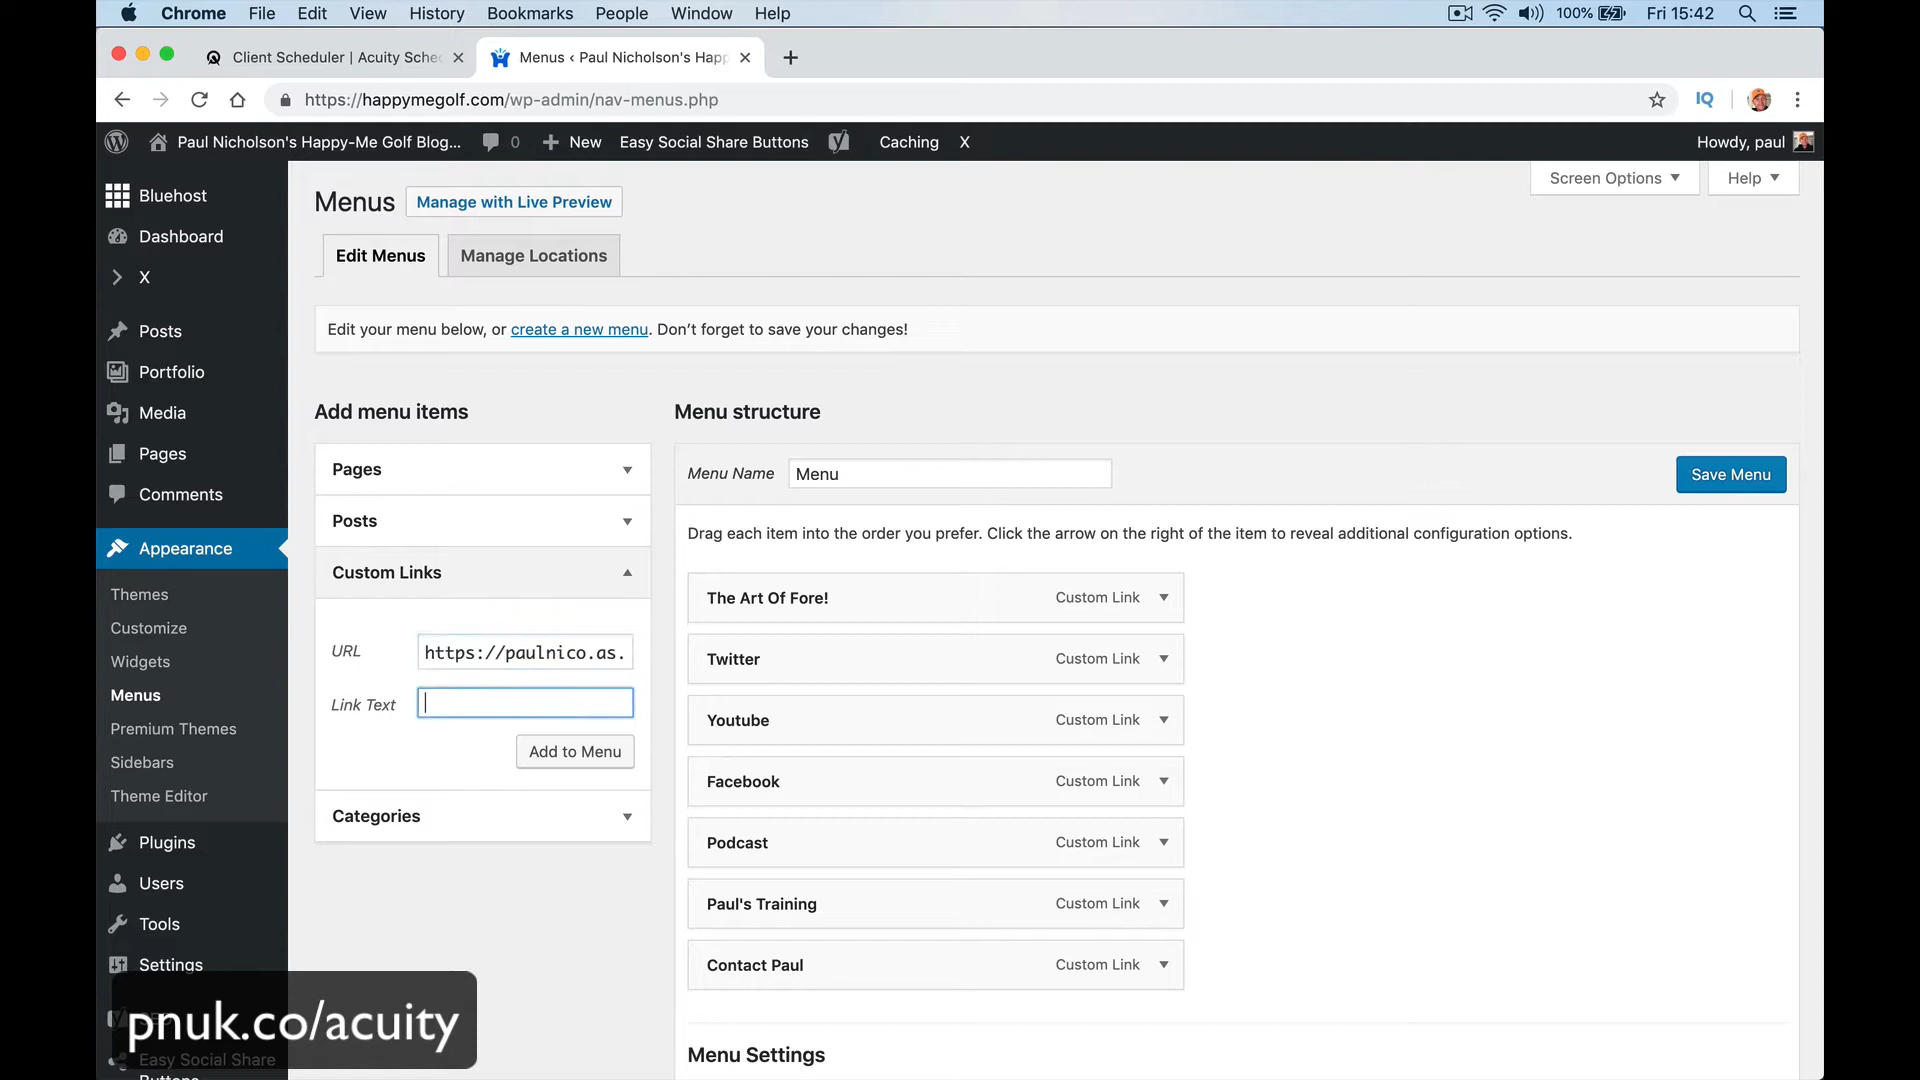 Chrome File Edit View History Bookmarks People Window Help 100% Fri 15:42
Client Scheduler | Acuity Sche
Menus ‹ Paul Nicholson's Happ
https://happymegolf.com/wp-admin/nav-menus.php
IQ
Paul Nicholson's Happy-Me Golf Blog... 0 New Easy Social Share Buttons Caching X Howdy, paul
Screen Options Help
Bluehost
Dashboard
X
Posts
Portfolio
Media
Pages
Comments
Appearance
Themes
Customize
Widgets
Menus
Premium Themes
Sidebars
Theme Editor
Plugins
Users
Tools
Settings
Easy Social Share
Buttons
Menus Manage with Live Preview
Edit Menus Manage Locations
Edit your menu below, or create a new menu. Don’t forget to save your changes!
Add menu items
Pages
Posts
Custom Links
URL https://paulnico.as.
Link Text
Add to Menu
Categories
Menu structure
Menu Name Menu Save Menu
Drag each item into the order you prefer. Click the arrow on the right of the item to reveal additional configuration options.
The Art Of Fore! Custom Link
Twitter Custom Link
Youtube Custom Link
Facebook Custom Link
Podcast Custom Link
Paul's Training Custom Link
Contact Paul Custom Link
Menu Settings
pnuk.co/acuity